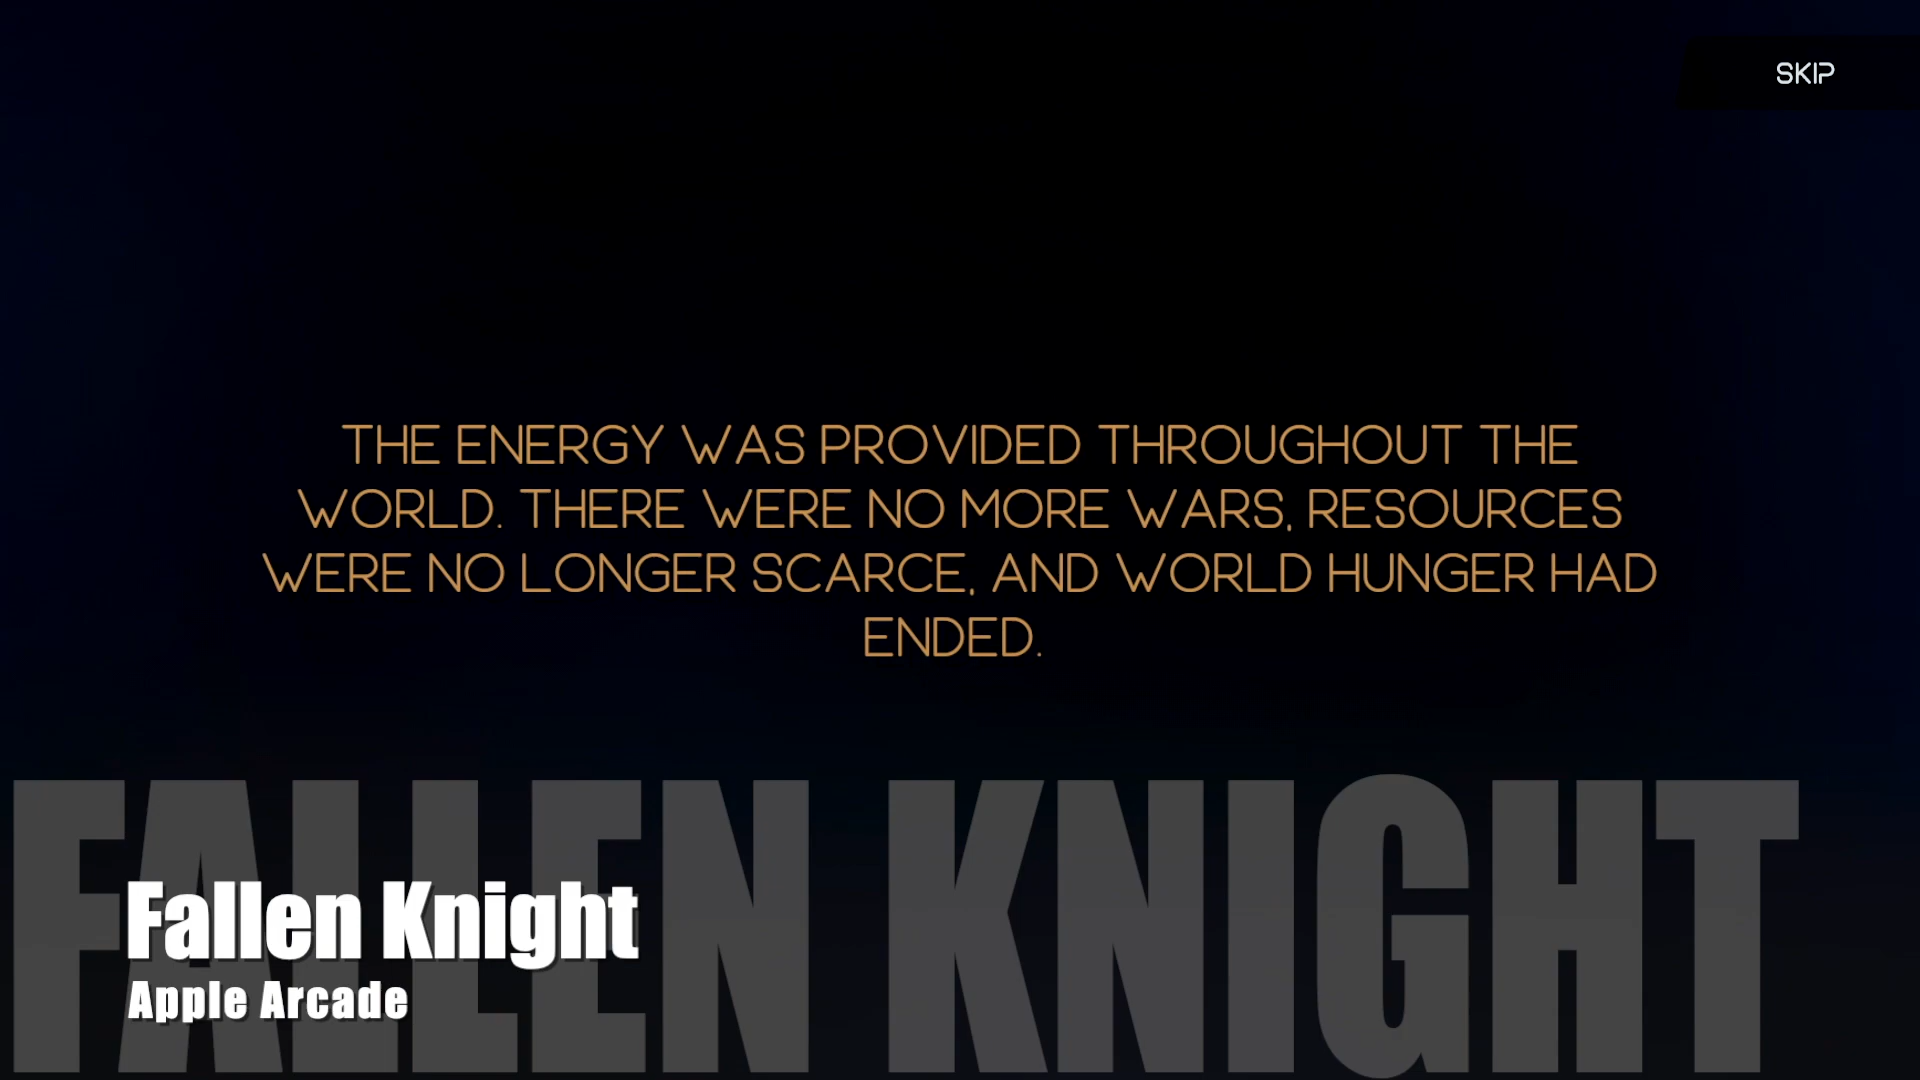 SKIP
THE ENERGY WAS PROVIDED THROUGHOUT THE
WORLD. THERE WERE NO MORE WARS, RESOURCES
WERE NO LONGER SCARCE, AND WORLD HUNGER HAD
ENDED.
FALLEN KNIGHT
Fallen Knight
Apple Arcade